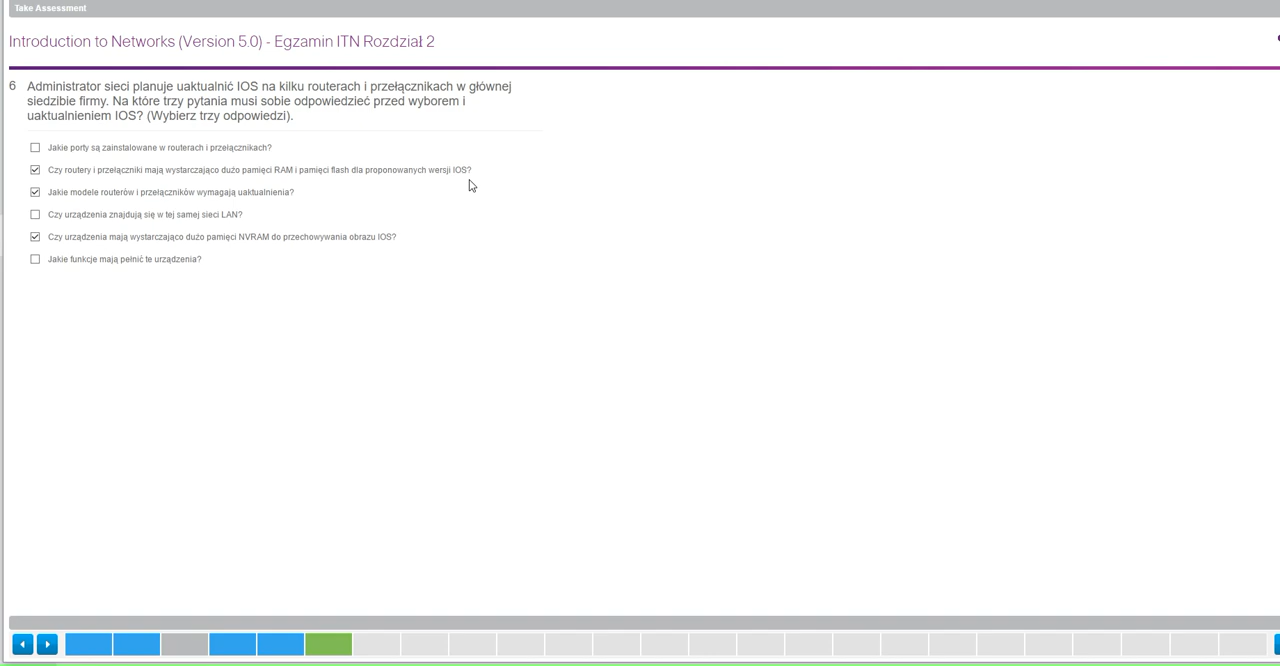 Take Assessment
Introduction to Networks (Version 5.0) - Egzamin ITN Rozdział 2
6 Administrator sieci planuje uaktualnić IOS na kilku routerach i przełącznikach w głównej
siedzibie firmy. Na które trzy pytania musi sobie odpowiedzieć przed wyborem i
uaktualnieniem IOS? (Wybierz trzy odpowiedzi).
Jakie porty są zainstalowane w routerach i przełącznikach?
Czy routery i przełączniki mają wystarczająco dużo pamięci RAM i pamięci flash dla proponowanych wersji IOS?
Jakie modele routerów i przełączników wymagają uaktualnienia?
Czy urządzenia znajdują się w tej samej sieci LAN?
Czy urządzenia mają wystarczająco dużo pamięci NVRAM do przechowywania obrazu IOS?
Jakie funkcje mają pełnić te urządzenia?